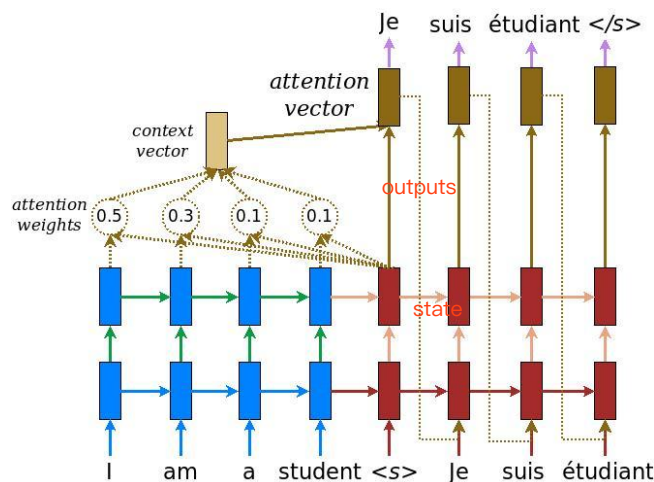 Je suis étudiant </s>
attention
vector
context
vector
outputs
attention
weights
0.5 0.3 0.1 0.1
state
I am a student <s> Je suis étudiant